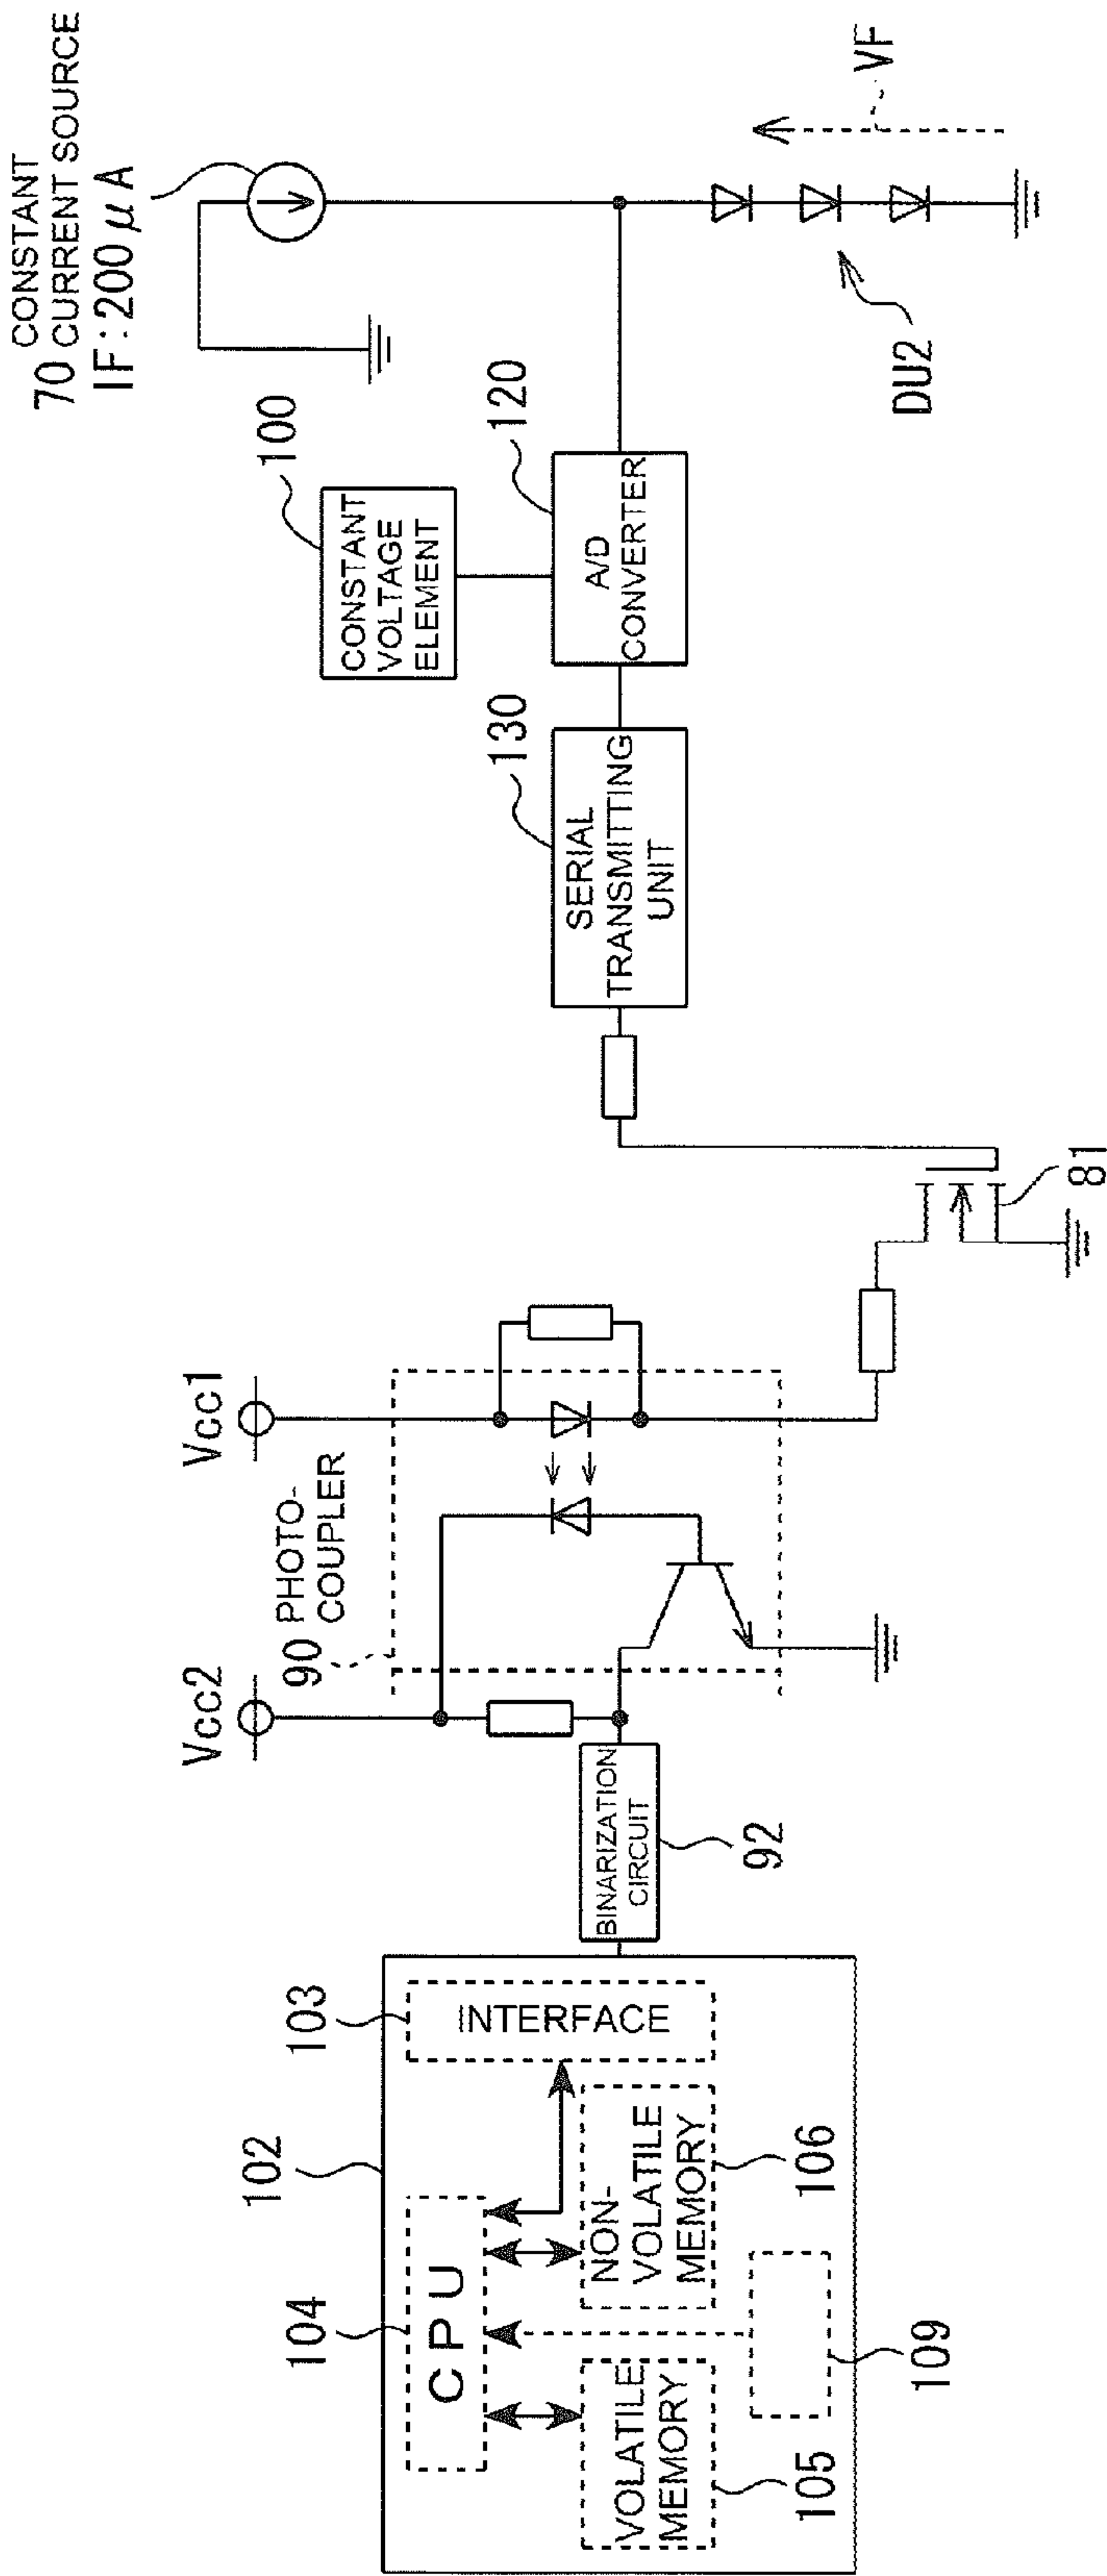 CONSTANT
70 CURRENT SOURCE
IF:200μA
100
CONSTANT
VOLTAGE
ELEMENT
120
A/D
CONVERTER
130
SERIAL
TRANSMITTING
UNIT
VF
DU2
81
Vcc1
Vcc2
90 PHOTO-
COUPLER
BINARIZATION
CIRCUIT
92
102
103
INTERFACE
104
CPU
NON-
VOLATILE
MEMORY
106
VOLATILE
MEMORY
105
109